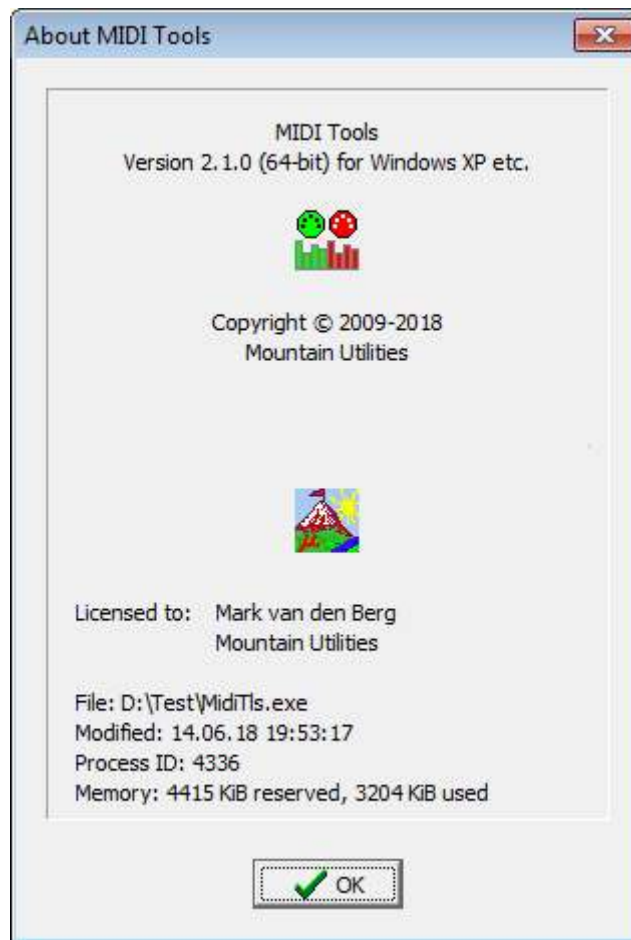 About MIDI Tools
MIDI Tools
Version 2.1.0 (64-bit) for Windows XP etc.
Copyright © 2009-2018
Mountain Utilities
µ.
Licensed to: Mark van den Berg
Mountain Utilities
File: D:\Test\MidiTls.exe
Modified: 14.06.18 19:53:17
Process ID: 4336
Memory: 4415 KiB reserved, 3204 KiB used
OK